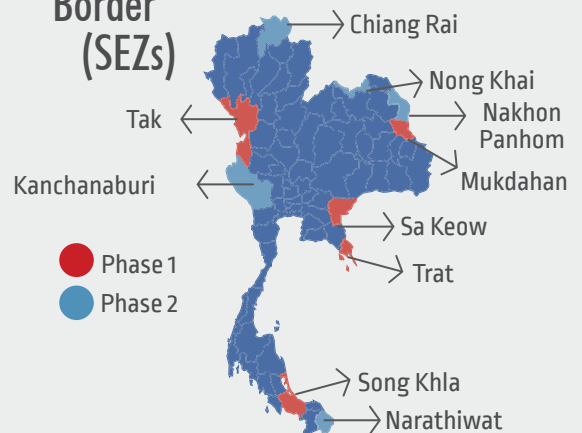 Border
(SEZs)
Chiang Rai
Nong Khai
Tak
Nakhon
Panhom
Mukdahan
Kanchanaburi
Sa Keow
Phase 1
Trat
Phase 2
Song Khla
Narathiwat